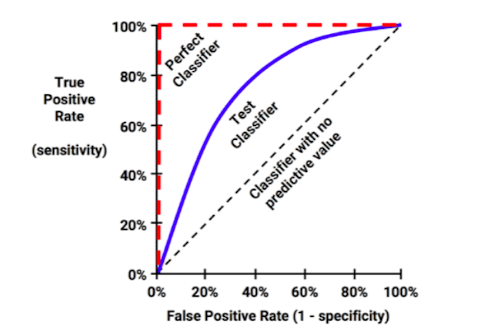 100%
80%
60%
40%
20%
0%
True
Positive
Rate
(sensitivity)
Perfect
Classifier
Test
Classifier
Classifier with no
predictive value
0% 20% 40% 60% 80% 100%
False Positive Rate (1 - specificity)